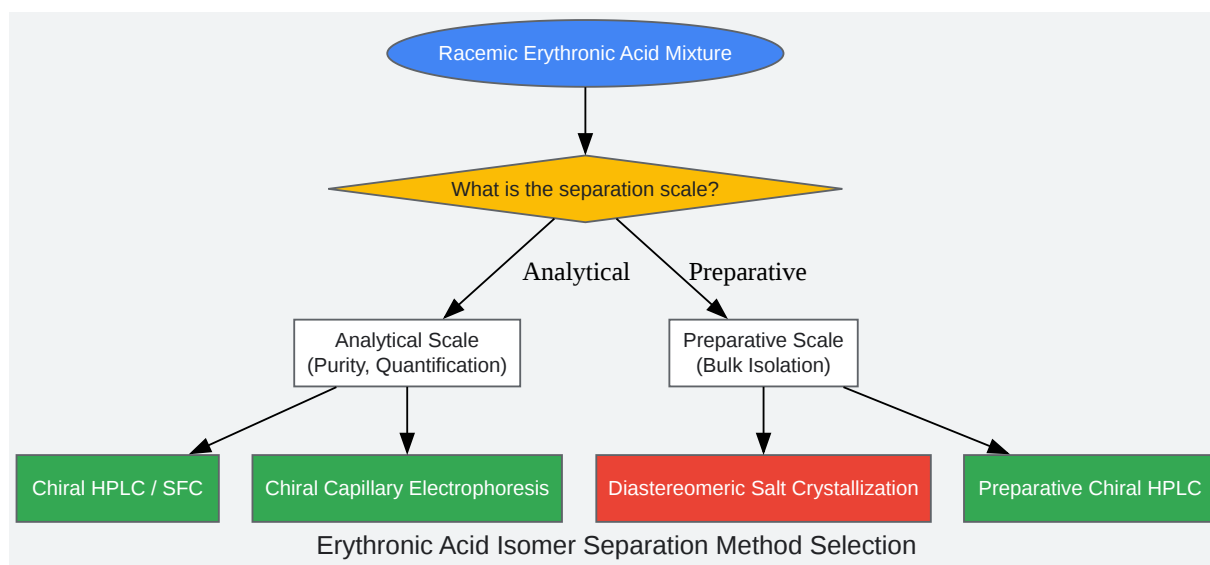 Racemic Erythronic Acid Mixture
What is the separation scale?
Analytical
Preparative
Analytical Scale
(Purity, Quantification)
Preparative Scale
(Bulk Isolation)
Chiral HPLC / SFC
Chiral Capillary Electrophoresis
Diastereomeric Salt Crystallization
Preparative Chiral HPLC
Erythronic Acid Isomer Separation Method Selection